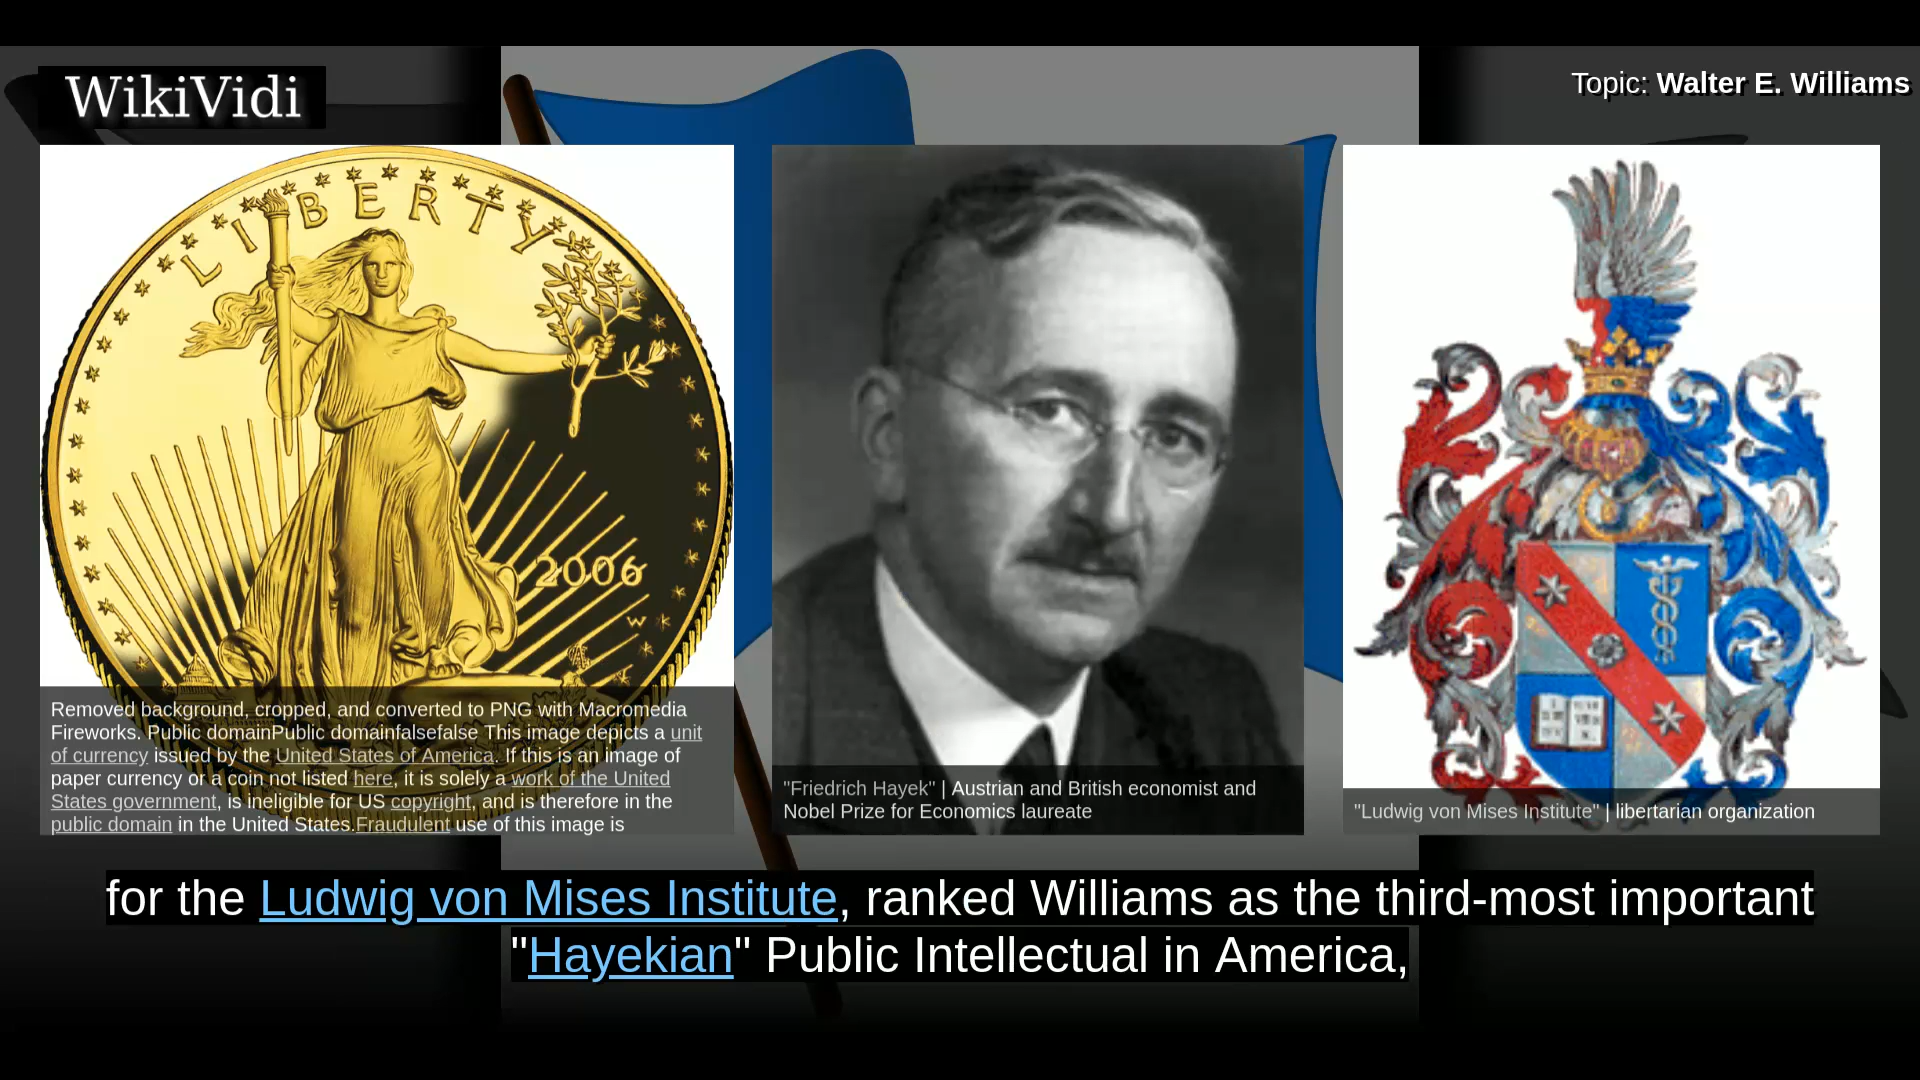 WikiVidi
Topic: Walter E. Williams
LIBERTY
2006
W
Removed background, cropped, and converted to PNG with Macromedia
Fireworks. Public domainPublic domainfalsefalse This image depicts a unit
of currency issued by the United States of America. If this is an image of
paper currency or a coin not listed here, it is solely a work of the United
States government, is ineligible for US copyright, and is therefore in the
public domain in the United States.Fraudulent use of this image is
"Friedrich Hayek" | Austrian and British economist and
Nobel Prize for Economics laureate
"Ludwig von Mises Institute" | libertarian organization
for the Ludwig von Mises Institute, ranked Williams as the third-most important
"Hayekian" Public Intellectual in America,